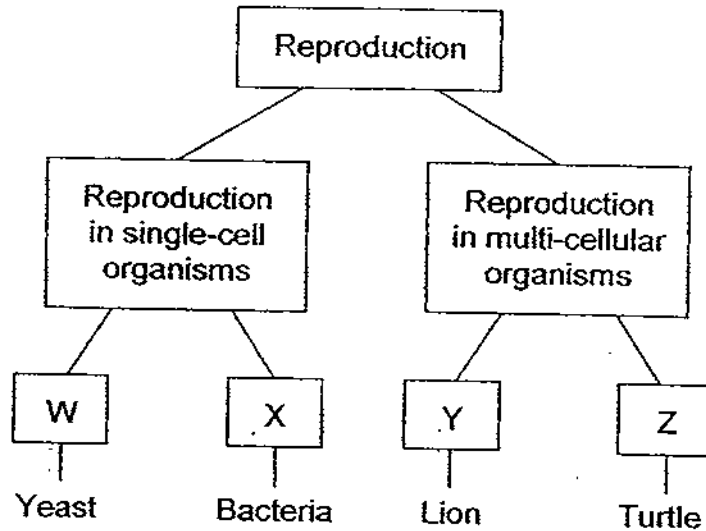 Reproduction
Reproduction
in single-cell
organisms
Reproduction
in multi-cellular
organisms
W
X
Y
Z
Yeast
Bacteria
Lion
Turtle